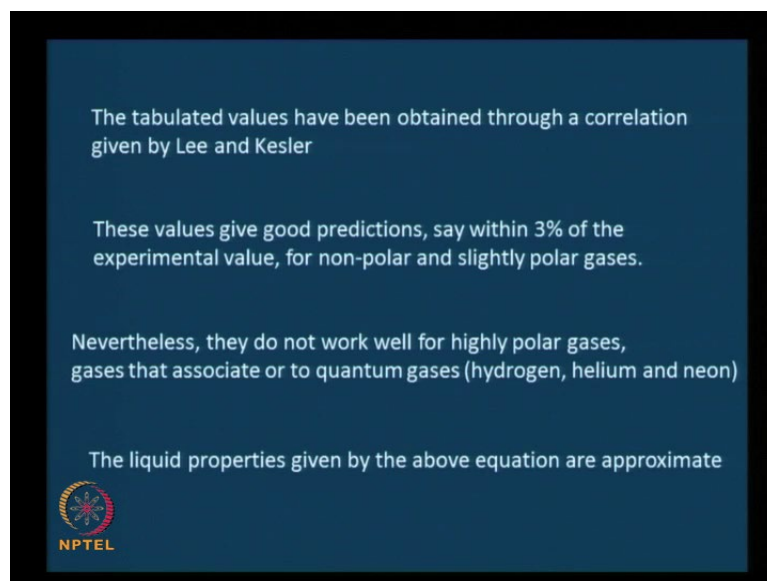 The tabulated values have been obtained through a correlation
given by Lee and Kesler
These values give good predictions, say within 3% of the
experimental value, for non-polar and slightly polar gases.
Nevertheless, they do not work well for highly polar gases,
gases that associate or to quantum gases (hydrogen, helium and neon)
The liquid properties given by the above equation are approximate
NPTEL